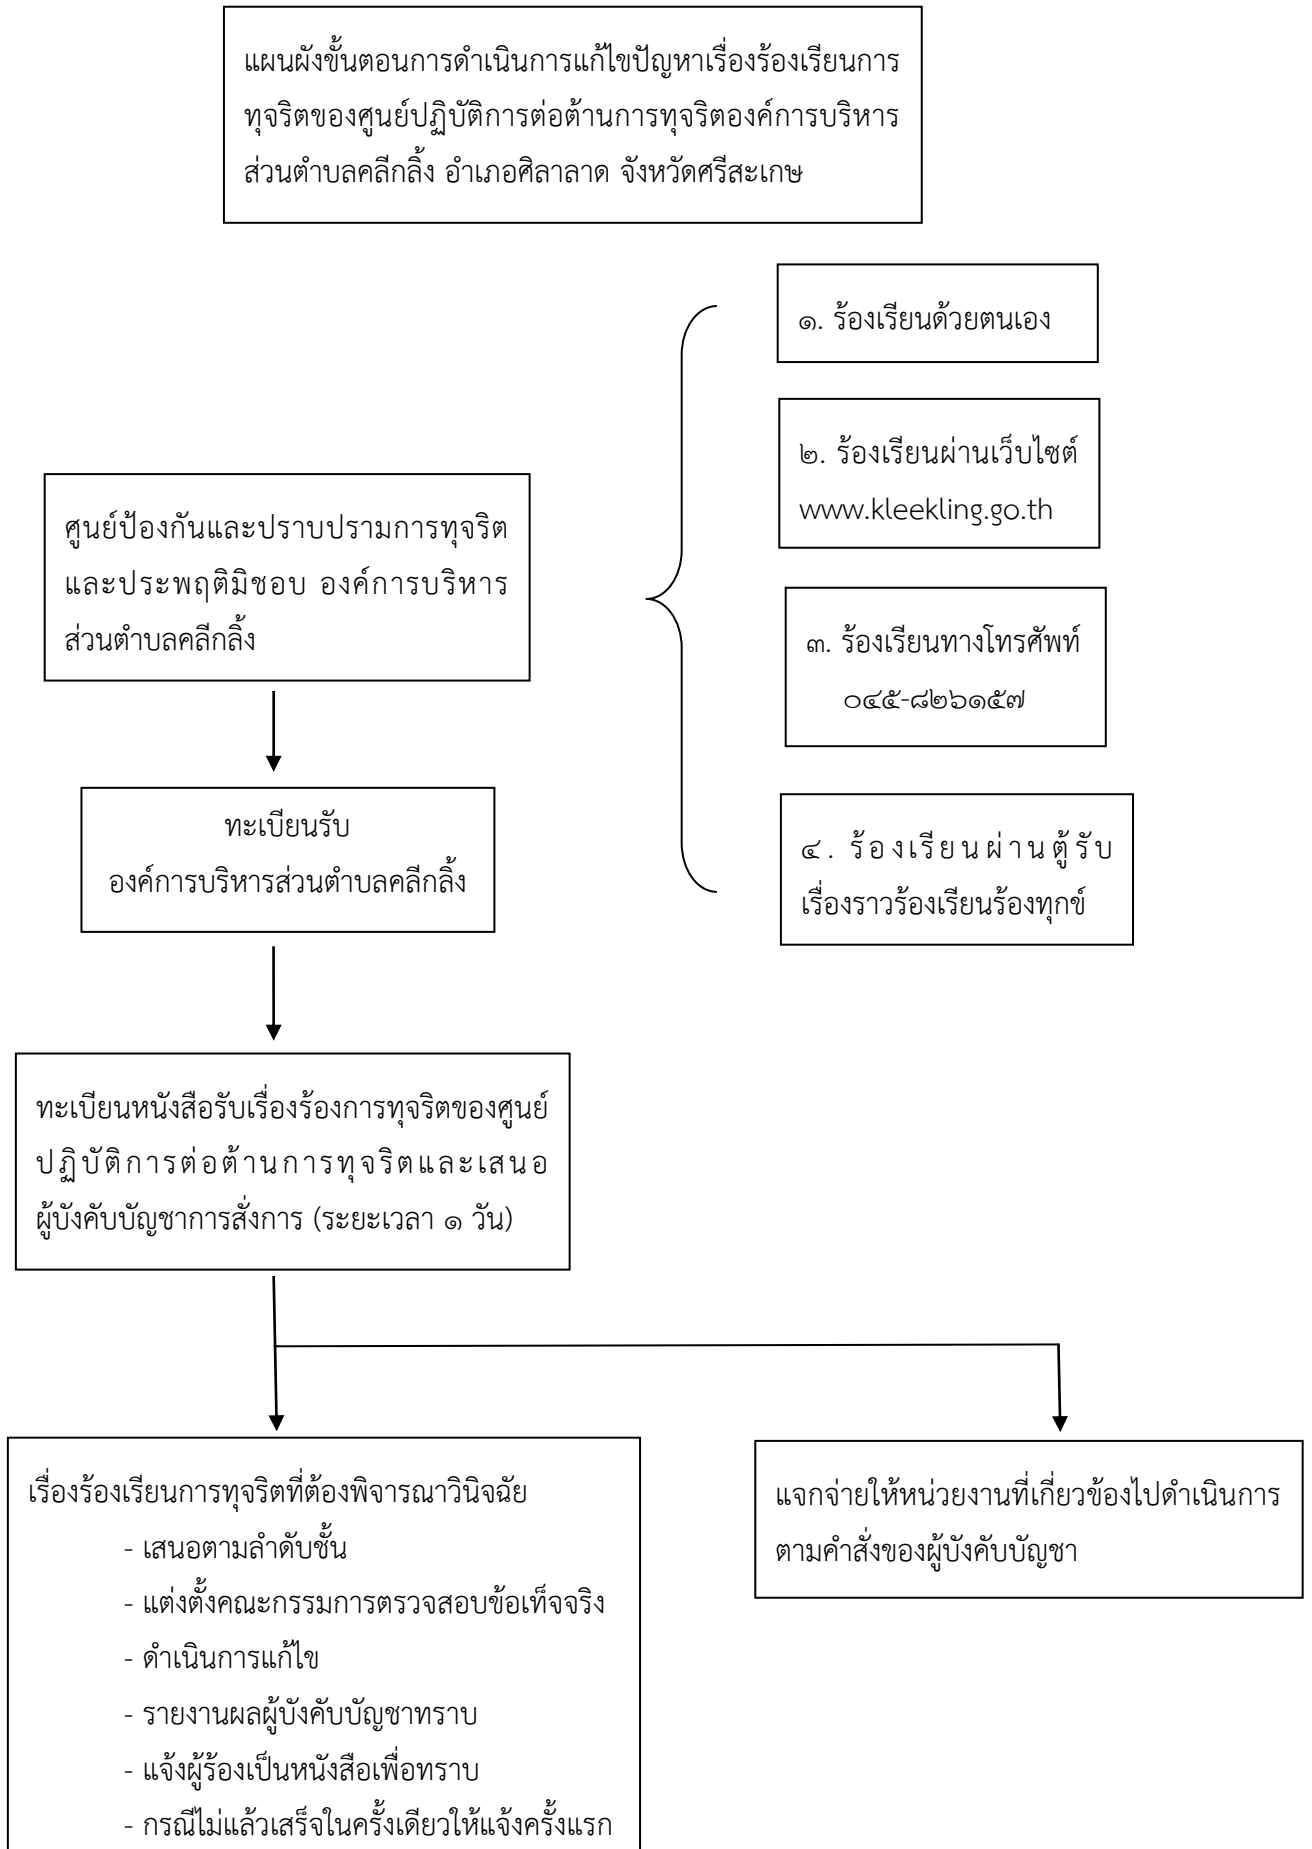 แผนผังขั้นตอนการดำเนินการแก้ไขปัญหาเรื่องร้องเรียนการ
ทุจริตของศูนย์ปฏิบัติการต่อต้านการทุจริตองค์การบริหาร
ส่วนตำบลคลีกลิ้ง อำเภอศิลาลาด จังหวัดศรีสะเกษ
๑. ร้องเรียนด้วยตนเอง
๒. ร้องเรียนผ่านเว็บไซต์
www.kleekling.go.th
๓. ร้องเรียนทางโทรศัพท์
๐๔๕-๘๒๖๑๕๗
๔. ร้องเรียนผ่านตู้รับ
เรื่องราวร้องเรียนร้องทุกข์
ศูนย์ป้องกันและปราบปรามการทุจริต
และประพฤติมิชอบ องค์การบริหาร
ส่วนตำบลคลีกลิ้ง
ทะเบียนรับ
องค์การบริหารส่วนตำบลคลีกลิ้ง
ทะเบียนหนังสือรับเรื่องร้องการทุจริตของศูนย์
ปฏิบัติการต่อต้านการทุจริตและเสนอ
ผู้บังคับบัญชาการสั่งการ (ระยะเวลา ๑ วัน)
เรื่องร้องเรียนการทุจริตที่ต้องพิจารณาวินิจฉัย
- เสนอตามลำดับชั้น
- แต่งตั้งคณะกรรมการตรวจสอบข้อเท็จจริง
- ดำเนินการแก้ไข
- รายงานผลผู้บังคับบัญชาทราบ
- แจ้งผู้ร้องเป็นหนังสือเพื่อทราบ
- กรณีไม่แล้วเสร็จในครั้งเดียวให้แจ้งครั้งแรก
แจกจ่ายให้หน่วยงานที่เกี่ยวข้องไปดำเนินการ
ตามคำสั่งของผู้บังคับบัญชา